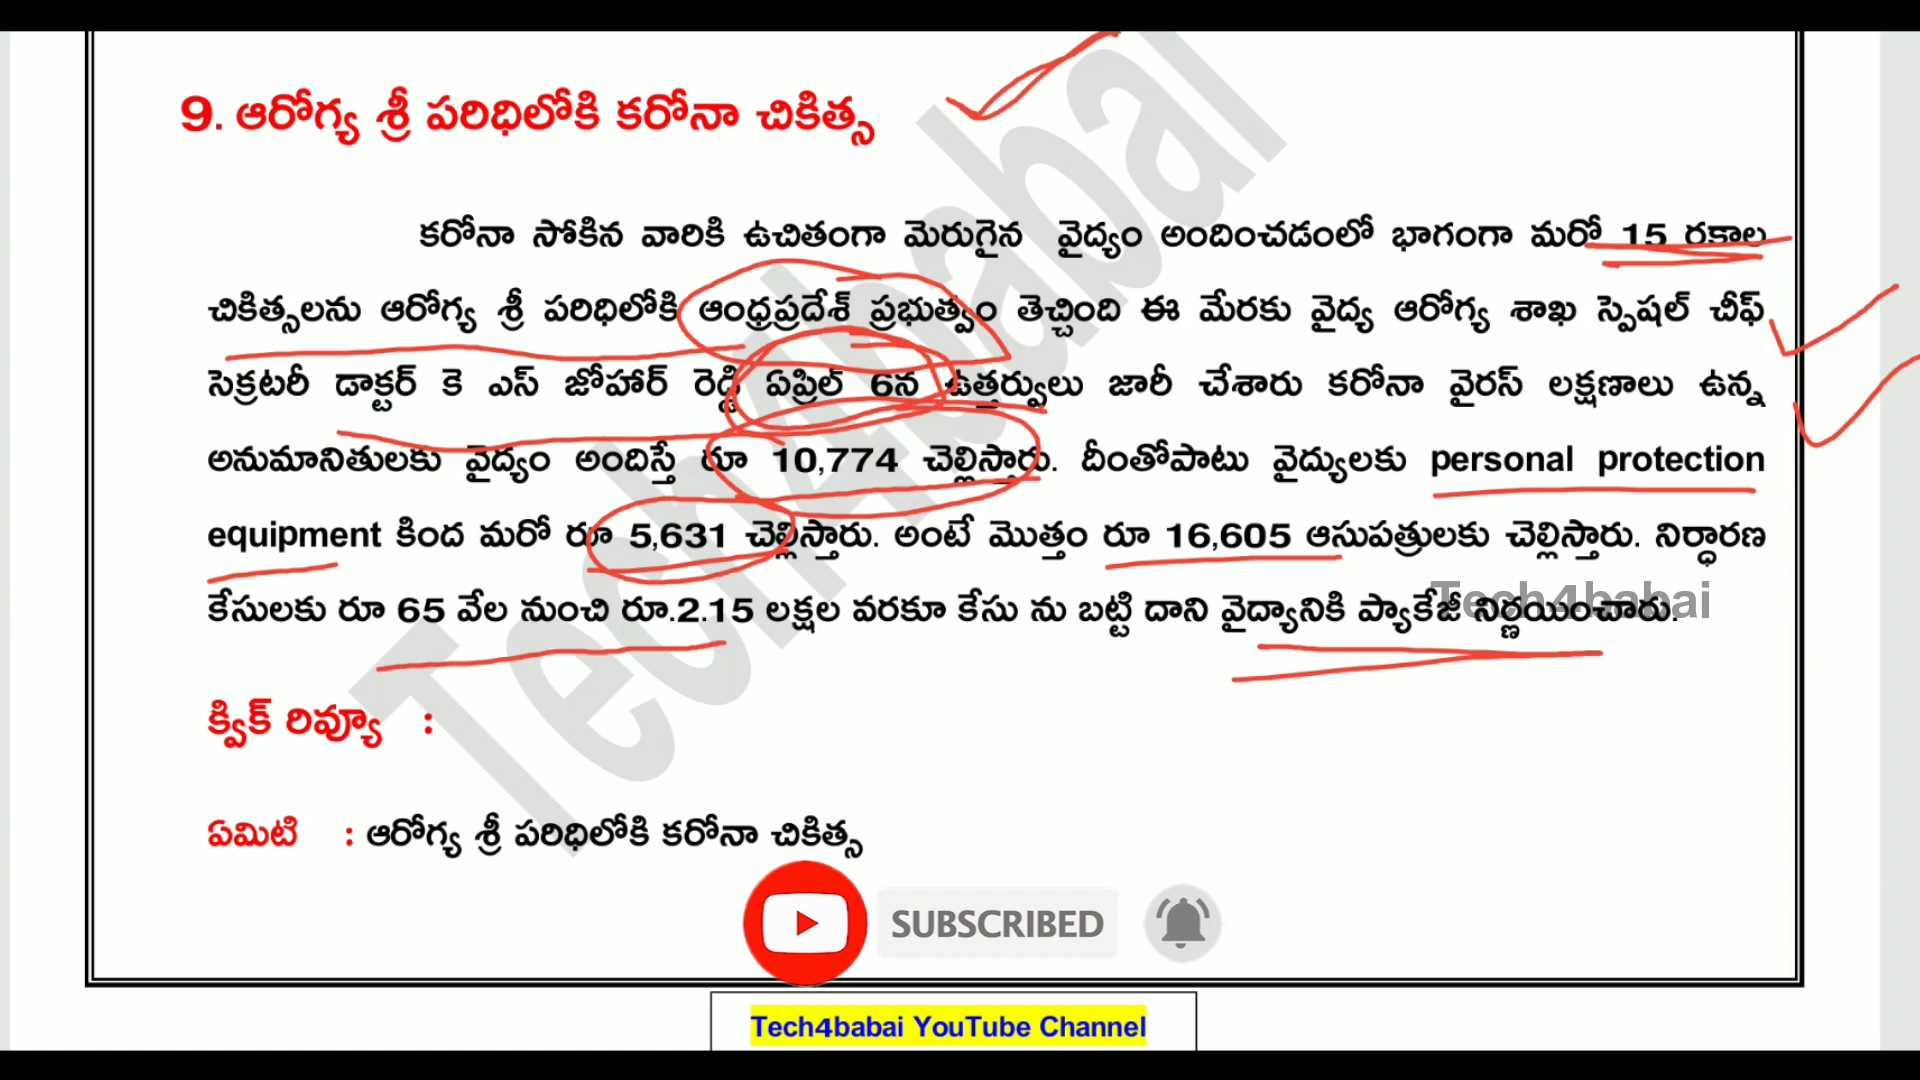 9. ఆరోగ్య శ్రీ పరిధిలోకి కరోనా చికిత్స
కరోనా సోకిన వారికి ఉచితంగా మెరుగైన వైద్యం అందించడంలో భాగంగా మరో 15 రకాల
చికిత్సలను ఆరోగ్య శ్రీ పరిధిలోకి ఆంధ్రప్రదేశ్ ప్రభుత్వం తెచ్చింది ఈ మేరకు వైద్య ఆరోగ్య శాఖ స్పెషల్ చీఫ్
సెక్రటరీ డాక్టర్ కె ఎస్ జోహార్ రెడ్డి ఏప్రిల్ 6న ఉత్తర్వులు జారీ చేశారు కరోనా వైరస్ లక్షణాలు ఉన్న
అనుమానితులకు వైద్యం అందిస్తే రూ 10,774 చెల్లిస్తారు. దీంతోపాటు వైద్యులకు personal protection
equipment కింద మరో రూ 5,631 చెల్లిస్తారు. అంటే మొత్తం రూ 16,605 ఆసుపత్రులకు చెల్లిస్తారు. నిర్ధారణ
కేసులకు రూ 65 వేల నుంచి రూ.2.15 లక్షల వరకూ కేసు ను బట్టి దాని వైద్యానికి ప్యాకేజీ నిర్ణయించారు.
Tech4babai
Tech4babai
క్విక్ రివ్యూ :
ఏమిటి : ఆరోగ్య శ్రీ పరిధిలోకి కరోనా చికిత్స
SUBSCRIBED
Tech4babai YouTube Channel